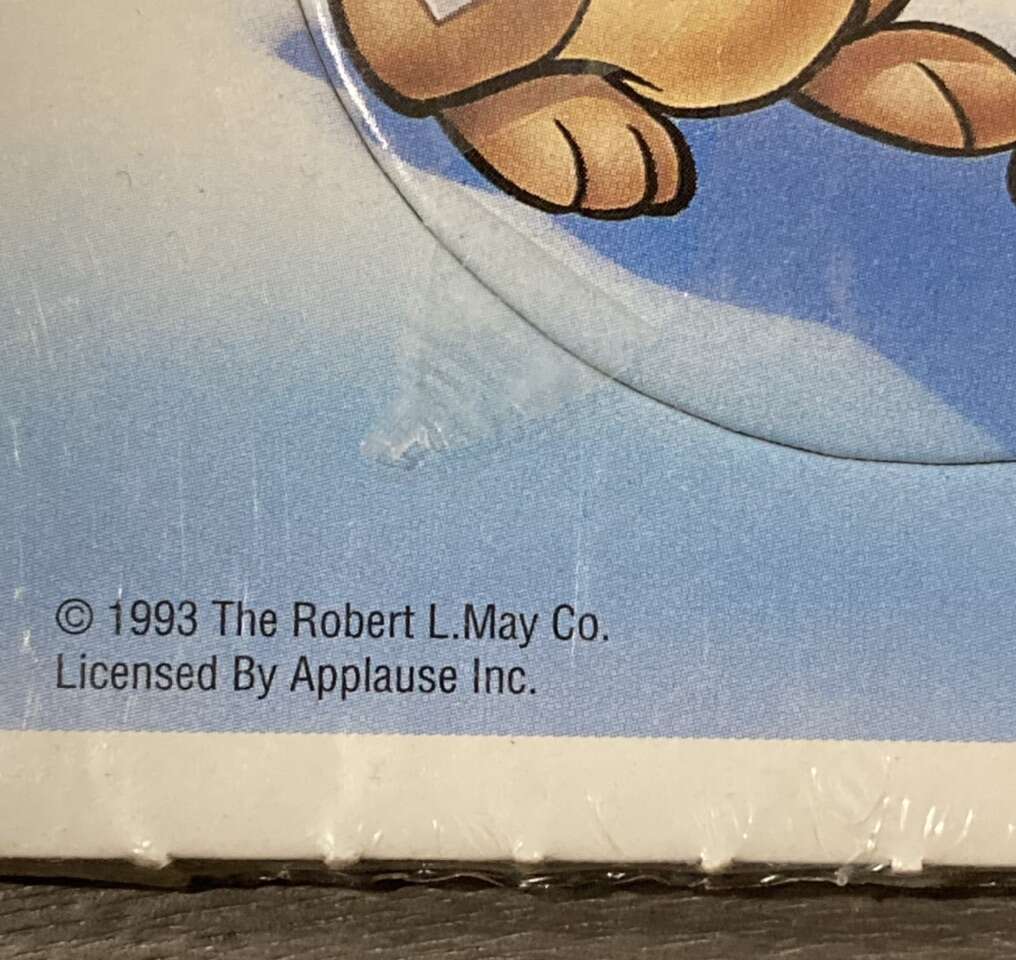 © 1993 The Robert L.May Co.
Licensed By Applause Inc.